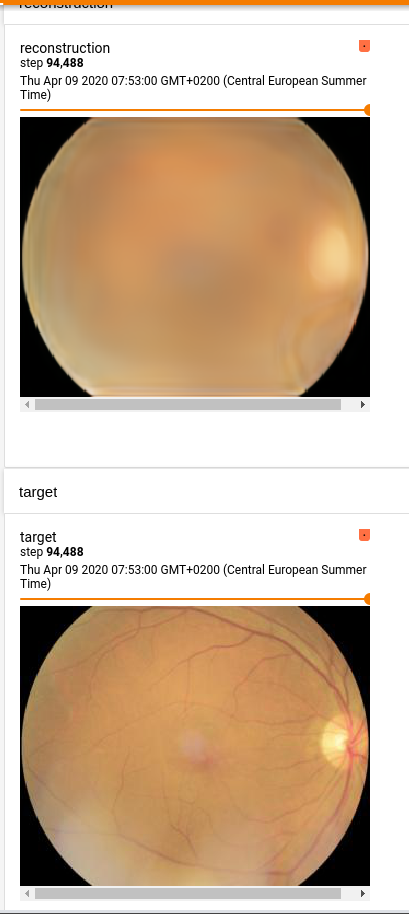 reconstruction
reconstruction
step 94,488
Thu Apr 09 2020 07:53:00 GMT+0200 (Central European Summer
Time)
target
target
step 94,488
Thu Apr 09 2020 07:53:00 GMT+0200 (Central European Summer
Time)